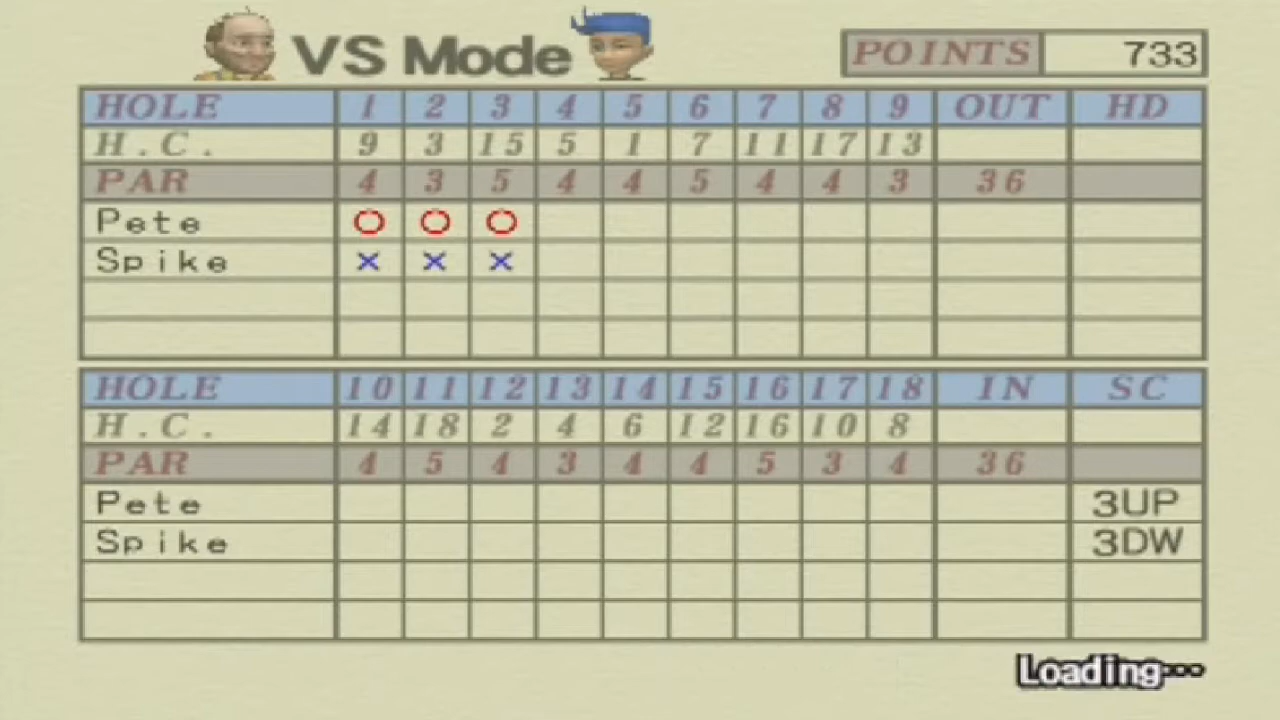 VS Mode POINTS 733
HOLE 1 2 3 4 5 6 7 8 9 OUT HD
H.C. 9 3 15 5 1 7 11 17 13
PAR 4 3 5 4 4 5 4 4 3 36
Pete ○ ○ ○
Spike × × ×
HOLE 10 11 12 13 14 15 16 17 18 IN SC
H.C. 14 18 2 4 6 12 16 10 8
PAR 4 5 4 3 4 4 5 3 4 36
Pete 3UP
Spike 3DW
Loading···